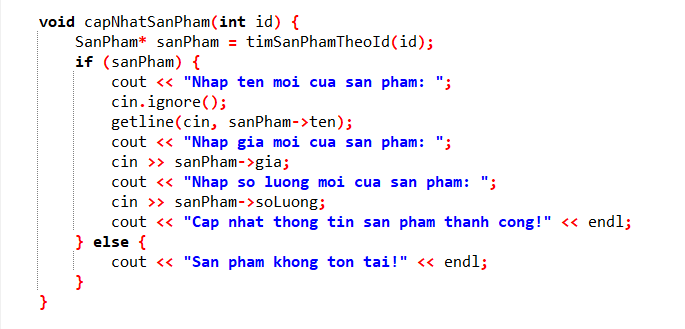 void capNhatSanPham(int id) {
    SanPham* sanPham = timSanPhamTheoId(id);
    if (sanPham) {
        cout << "Nhap ten moi cua san pham: ";
        cin.ignore();
        getline(cin, sanPham->ten);
        cout << "Nhap gia moi cua san pham: ";
        cin >> sanPham->gia;
        cout << "Nhap so luong moi cua san pham: ";
        cin >> sanPham->soLuong;
        cout << "Cap nhat thong tin san pham thanh cong!" << endl;
    } else {
        cout << "San pham khong ton tai!" << endl;
    }
}